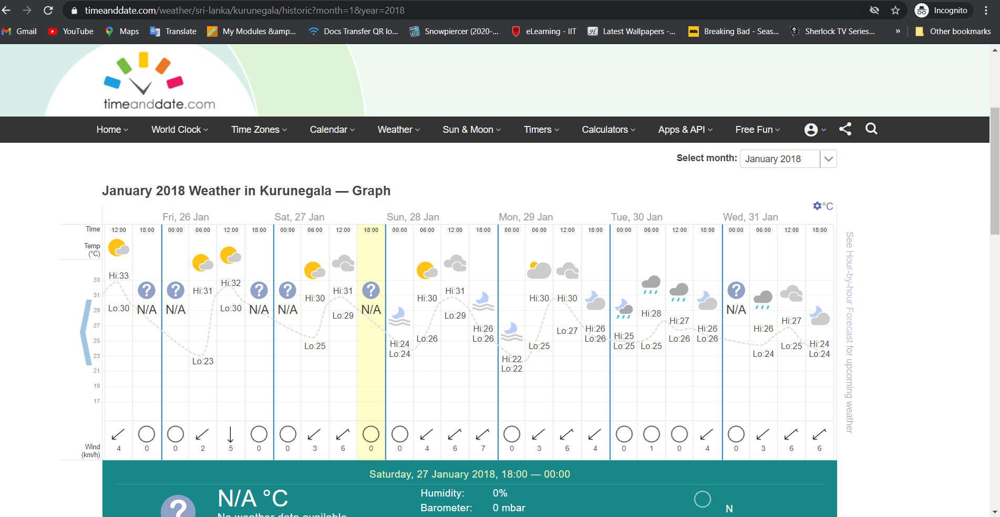 timeanddate.com/weather/sri-lanka/kurunegala/historic?month=1&year=2018 Incognito
Gmail YouTube Maps Translate My Modules &amp... Docs Transfer QR lo... Snowpiercer (2020-... eLearning - IIT Latest Wallpapers -... Breaking Bad - Seas... Sherlock TV Series... » Other bookmarks
timeanddate.com
Home World Clock Time Zones Calendar Weather Sun & Moon Timers Calculators Apps & API Free Fun
Select month: January 2018
January 2018 Weather in Kurunegala — Graph
°C
Fri, 26 Jan Sat, 27 Jan Sun, 28 Jan Mon, 29 Jan Tue, 30 Jan Wed, 31 Jan
Time 12:00 18:00 00:00 06:00 12:00 18:00 00:00 06:00 12:00 18:00 00:00 06:00 12:00 18:00 00:00 06:00 12:00 18:00 00:00 06:00 12:00 18:00 00:00 06:00 12:00 18:00
Temp
(°C)
33
31
29
27
25
23
21
19
17
Hi:33
Lo:30
? N/A
? N/A
Hi:31
Lo:23
Hi:32
Lo:30
? N/A
? N/A
Hi:30
Lo:25
Hi:31
Lo:29
? N/A
Hi:24
Lo:24
Hi:30
Lo:26
Hi:31
Lo:29
Hi:26
Lo:26
Hi:22
Lo:22
Hi:30
Lo:25
Hi:30
Lo:27
Hi:26
Lo:26
Hi:25
Lo:25
Hi:28
Lo:25
Hi:27
Lo:26
Hi:26
Lo:26
? N/A
Hi:26
Lo:24
Hi:27
Lo:25
Hi:24
Lo:24
See Hour-by-hour Forecast for upcoming weather
Wind
(km/h)
4 0 0 2 5 0 0 3 6 0 0 4 6 7 0 3 6 4 0 1 0 4 0 3 6 6
Saturday, 27 January 2018, 18:00 — 00:00
? N/A °C
No weather data available
Humidity: 0%
Barometer: 0 mbar
N